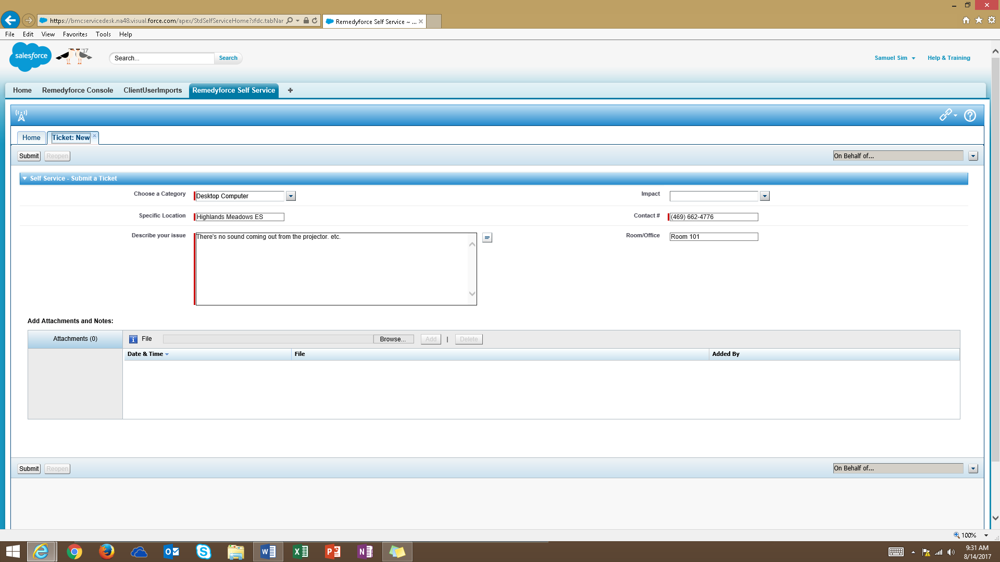 https://bmcservicedesk.na48.visual.force.com/apex/StdSelfServiceHome?sfdc.tabNar
Remedyforce Self Service ~ ...
File Edit View Favorites Tools Help
salesforce
'17
Search...
Search
Samuel Sim
Help & Training
Home
Remedyforce Console
ClientUserImports
Remedyforce Self Service
+
Home
Ticket: New
Submit
Reopen
On Behalf of...
Self Service - Submit a Ticket
Choose a Category
Desktop Computer
Impact
Specific Location
Highlands Meadows ES
Contact #
(469) 662-4776
Describe your issue
There's no sound coming out from the projector. etc.
Room/Office
Room 101
Add Attachments and Notes:
Attachments (0)
File
Browse...
Add
|
Delete
Date & Time
File
Added By
Submit
Reopen
On Behalf of...
100%
9:31 AM
8/14/2017